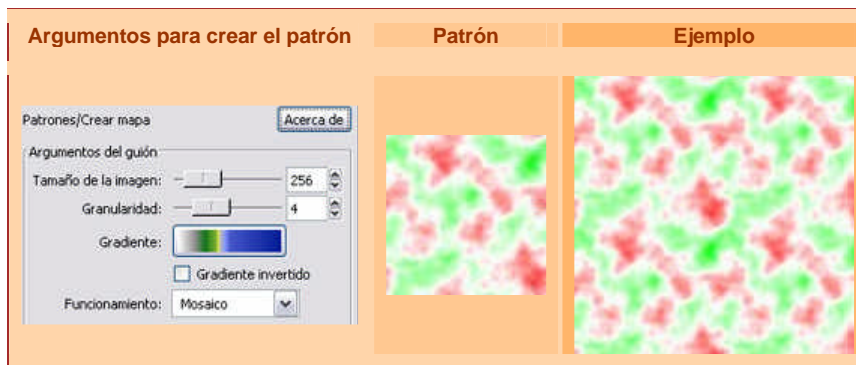 Argumentos para crear el patrón
Patrón
Ejemplo
Patrones/Crear mapa
Acerca de
Argumentos del guión
Tamaño de la imagen: 256
Granularidad: 4
Gradiente:
Gradiente invertido
Funcionamiento: Mosaico